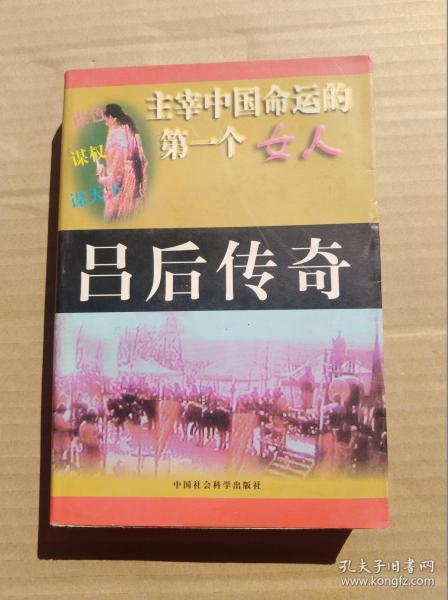 主宰中国命运的
第一个 女人
谋色
谋权
谋天下
吕后传奇
中国社会科学出版社
孔夫子旧书网
www.kongfz.com